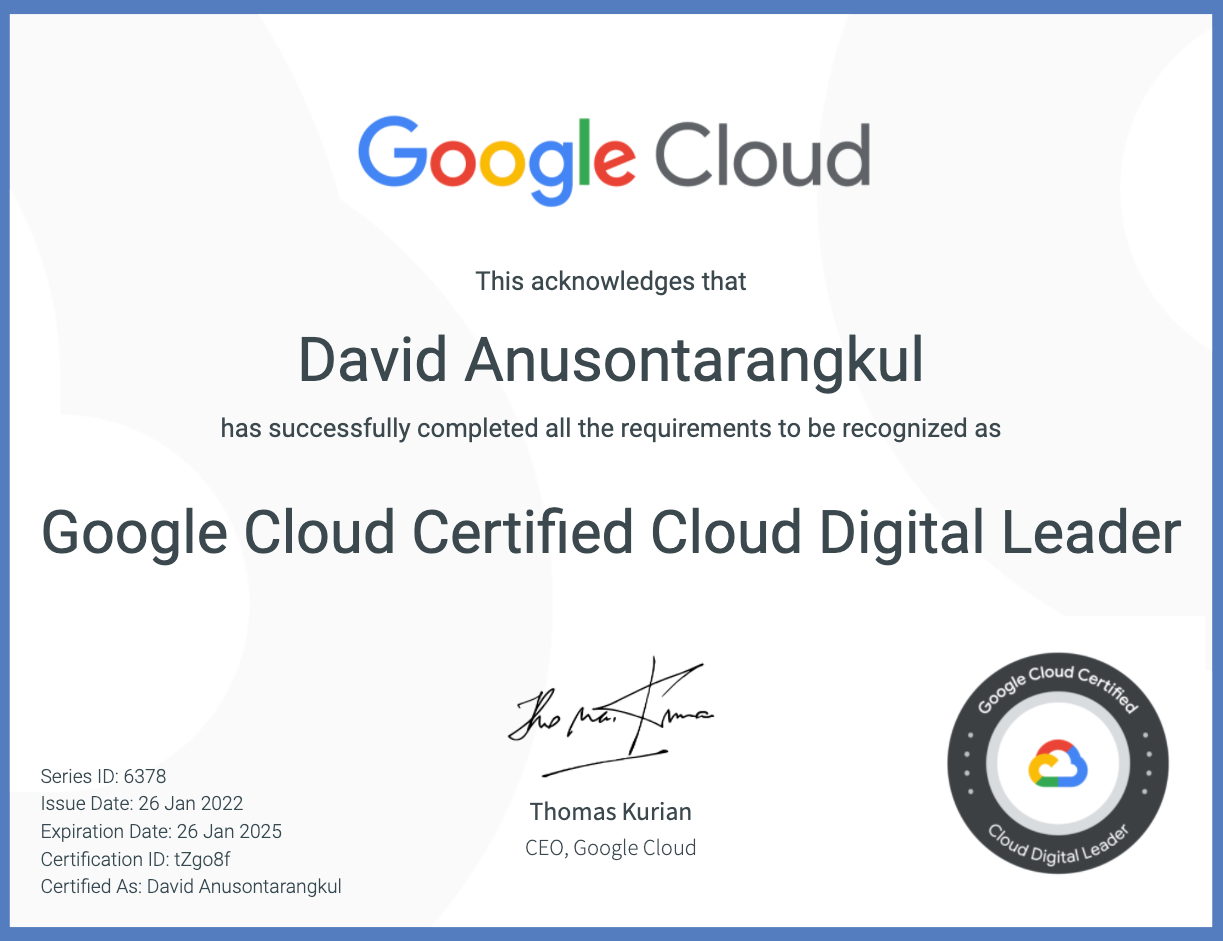 Google Cloud
This acknowledges that
David Anusontarangkul
has successfully completed all the requirements to be recognized as
Google Cloud Certified Cloud Digital Leader
Thomas Kurian
Series ID: 6378
Issue Date: 26 Jan 2022
Expiration Date: 26 Jan 2025
Certification ID: tZgo8f
Certified As: David Anusontarangkul
Thomas Kurian
CEO, Google Cloud
Google Cloud Certified
Cloud Digital Leader